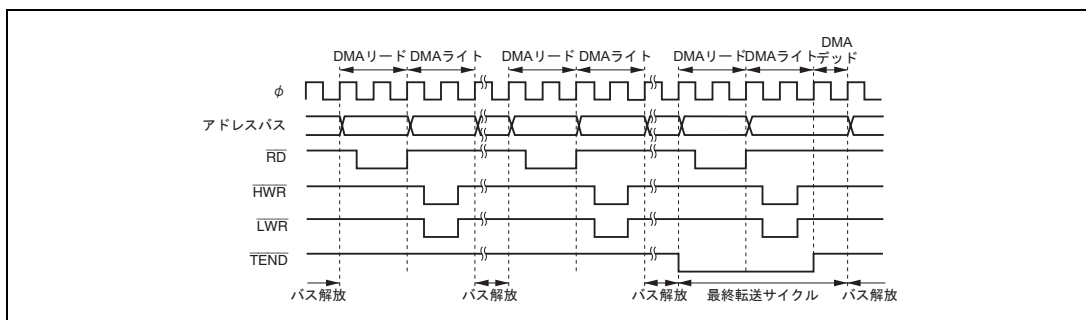 DMAリード DMAライト DMAリード DMAライト DMAリード DMAライト DMA
デッド
φ
アドレスバス
RD
HWR
LWR
TEND
バス解放 バス解放 バス解放 最終転送サイクル バス解放